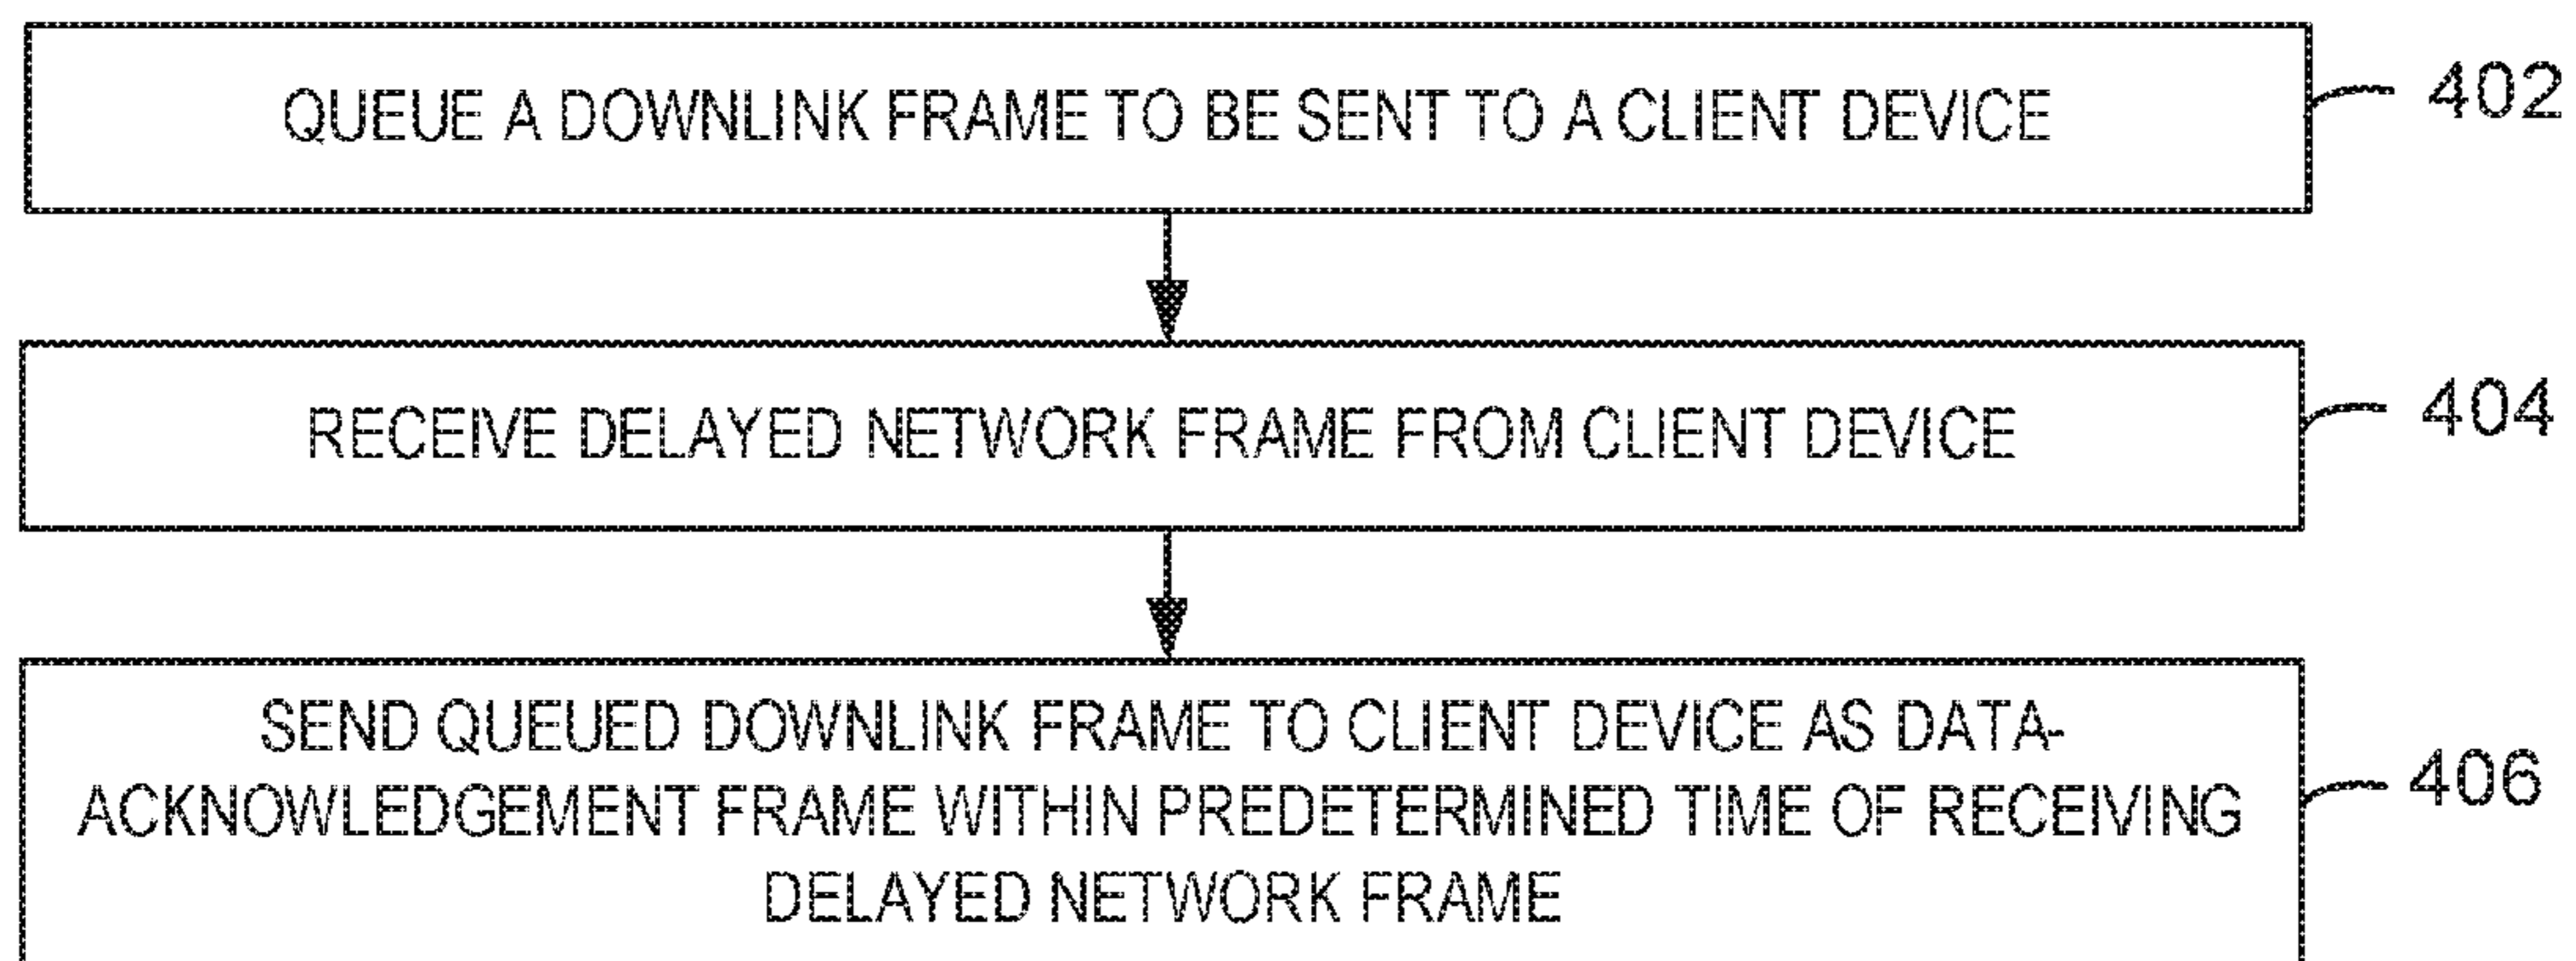 QUEUE A DOWNLINK FRAME TO BE SENT TO A CLIENT DEVICE
402
RECEIVE DELAYED NETWORK FRAME FROM CLIENT DEVICE
404
SEND QUEUED DOWNLINK FRAME TO CLIENT DEVICE AS DATA-
ACKNOWLEDGEMENT FRAME WITHIN PREDETERMINED TIME OF RECEIVING
DELAYED NETWORK FRAME
406